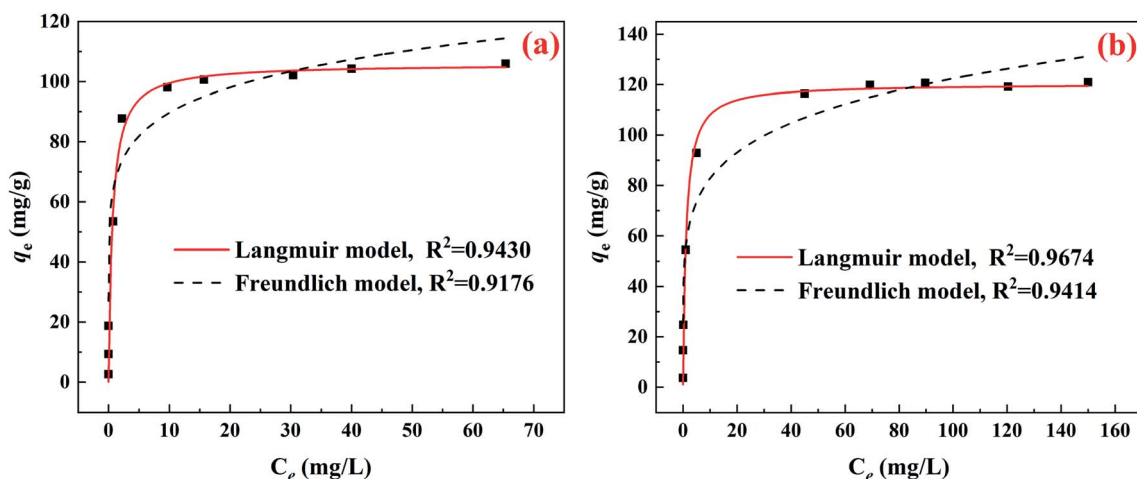 (a)
120
100
80
60
40
20
0
qe (mg/g)
Langmuir model, R²=0.9430
Freundlich model, R²=0.9176
0 10 20 30 40 50 60 70
Ce (mg/L)
(b)
140
120
100
80
60
40
20
0
qe (mg/g)
Langmuir model, R²=0.9674
Freundlich model, R²=0.9414
0 20 40 60 80 100 120 140 160
Ce (mg/L)